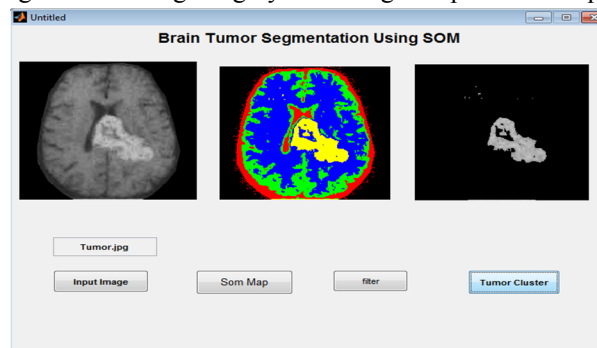 Untitled
Brain Tumor Segmentation Using SOM
Tumor.jpg
Input Image
Som Map
filter
Tumor Cluster